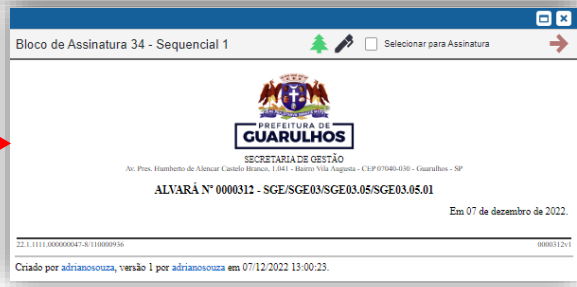 Bloco de Assinatura 34 - Sequencial 1
Selecionar para Assinatura
PREFEITURA DE
GUARULHOS
SECRETARIA DE GESTÃO
Av. Pres. Humberto de Alencar Castelo Branco, 1.041 - Bairro Vila Augusta - CEP 07040-030 - Guarulhos - SP
ALVARÁ Nº 0000312 - SGE/SGE03/SGE03.05/SGE03.05.01
Em 07 de dezembro de 2022.
22.1.1111.000000047-8/110000936
0000312v1
Criado por adrianosouza, versão 1 por adrianosouza em 07/12/2022 13:00:23.